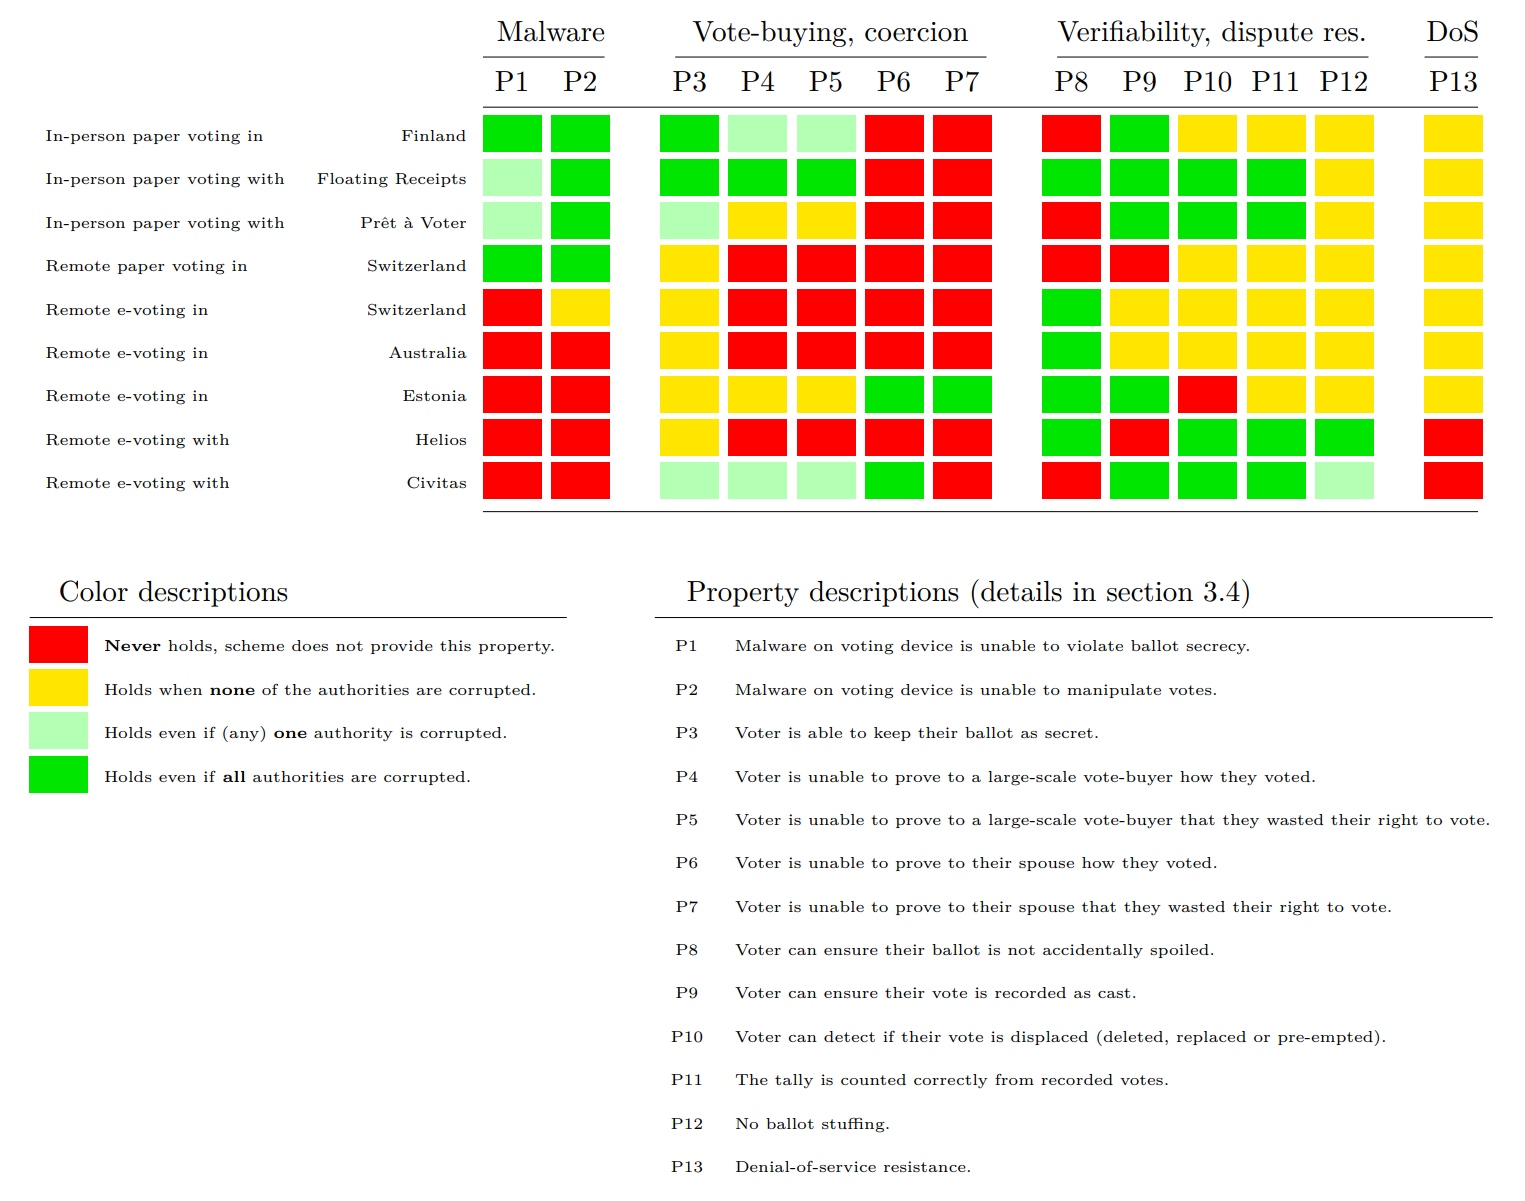 Malware Vote-buying, coercion Verifiability, dispute res. DoS
P1 P2 P3 P4 P5 P6 P7 P8 P9 P10 P11 P12 P13
In-person paper voting in Finland
In-person paper voting with Floating Receipts
In-person paper voting with Prêt à Voter
Remote paper voting in Switzerland
Remote e-voting in Switzerland
Remote e-voting in Australia
Remote e-voting in Estonia
Remote e-voting with Helios
Remote e-voting with Civitas
Color descriptions
Never holds, scheme does not provide this property.
Holds when none of the authorities are corrupted.
Holds even if (any) one authority is corrupted.
Holds even if all authorities are corrupted.
Property descriptions (details in section 3.4)
P1 Malware on voting device is unable to violate ballot secrecy.
P2 Malware on voting device is unable to manipulate votes.
P3 Voter is able to keep their ballot as secret.
P4 Voter is unable to prove to a large-scale vote-buyer how they voted.
P5 Voter is unable to prove to a large-scale vote-buyer that they wasted their right to vote.
P6 Voter is unable to prove to their spouse how they voted.
P7 Voter is unable to prove to their spouse that they wasted their right to vote.
P8 Voter can ensure their ballot is not accidentally spoiled.
P9 Voter can ensure their vote is recorded as cast.
P10 Voter can detect if their vote is displaced (deleted, replaced or pre-empted).
P11 The tally is counted correctly from recorded votes.
P12 No ballot stuffing.
P13 Denial-of-service resistance.